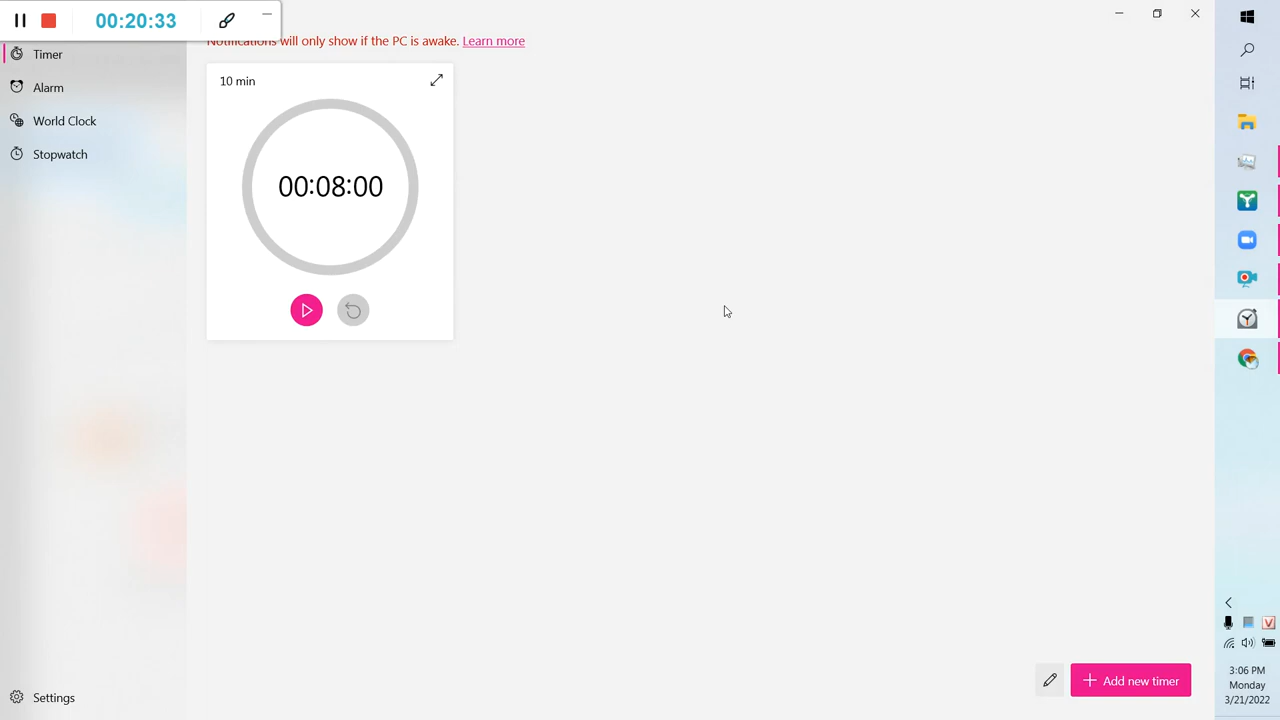 00:20:33
Notifications will only show if the PC is awake. Learn more
Timer
Alarm
World Clock
Stopwatch
10 min
00:08:00
Settings
Add new timer
3:06 PM
Monday
3/21/2022